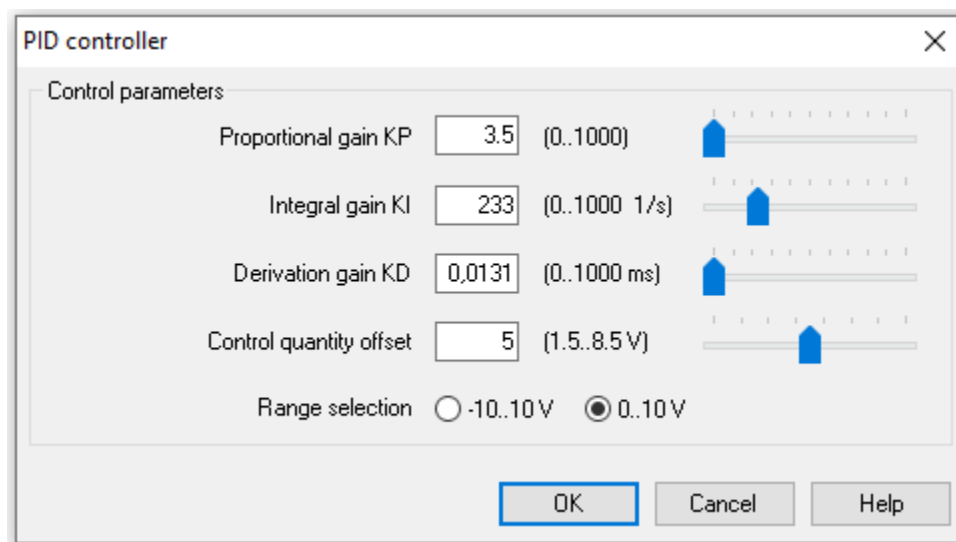 PID controller
Control parameters
Proportional gain KP 3.5 (0..1000)
Integral gain KI 233 (0..1000 1/s)
Derivation gain KD 0,0131 (0..1000 ms)
Control quantity offset 5 (1.5..8.5 V)
Range selection -10..10 V 0..10 V
OK Cancel Help